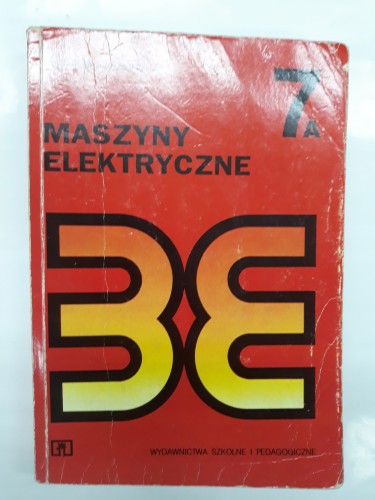 7A
MASZYNY
ELEKTRYCZNE
WYDAWNICTWA SZKOLNE I PEDAGOGICZNE